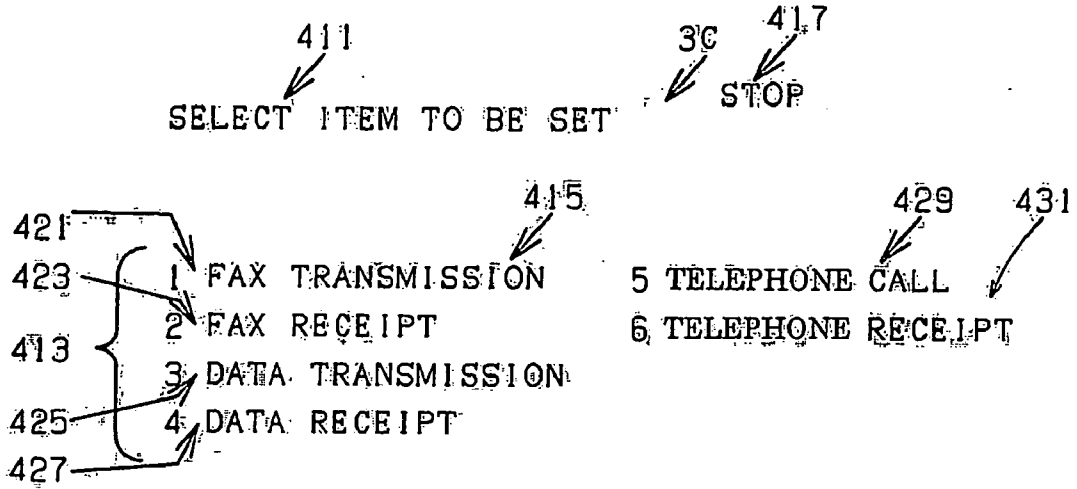 411 3C 417
SELECT ITEM TO BE SET STOP
415 429 431
421
1 FAX TRANSMISSION 5 TELEPHONE CALL
423
2 FAX RECEIPT 6 TELEPHONE RECEIPT
413
3 DATA TRANSMISSION
425 4 DATA RECEIPT
427